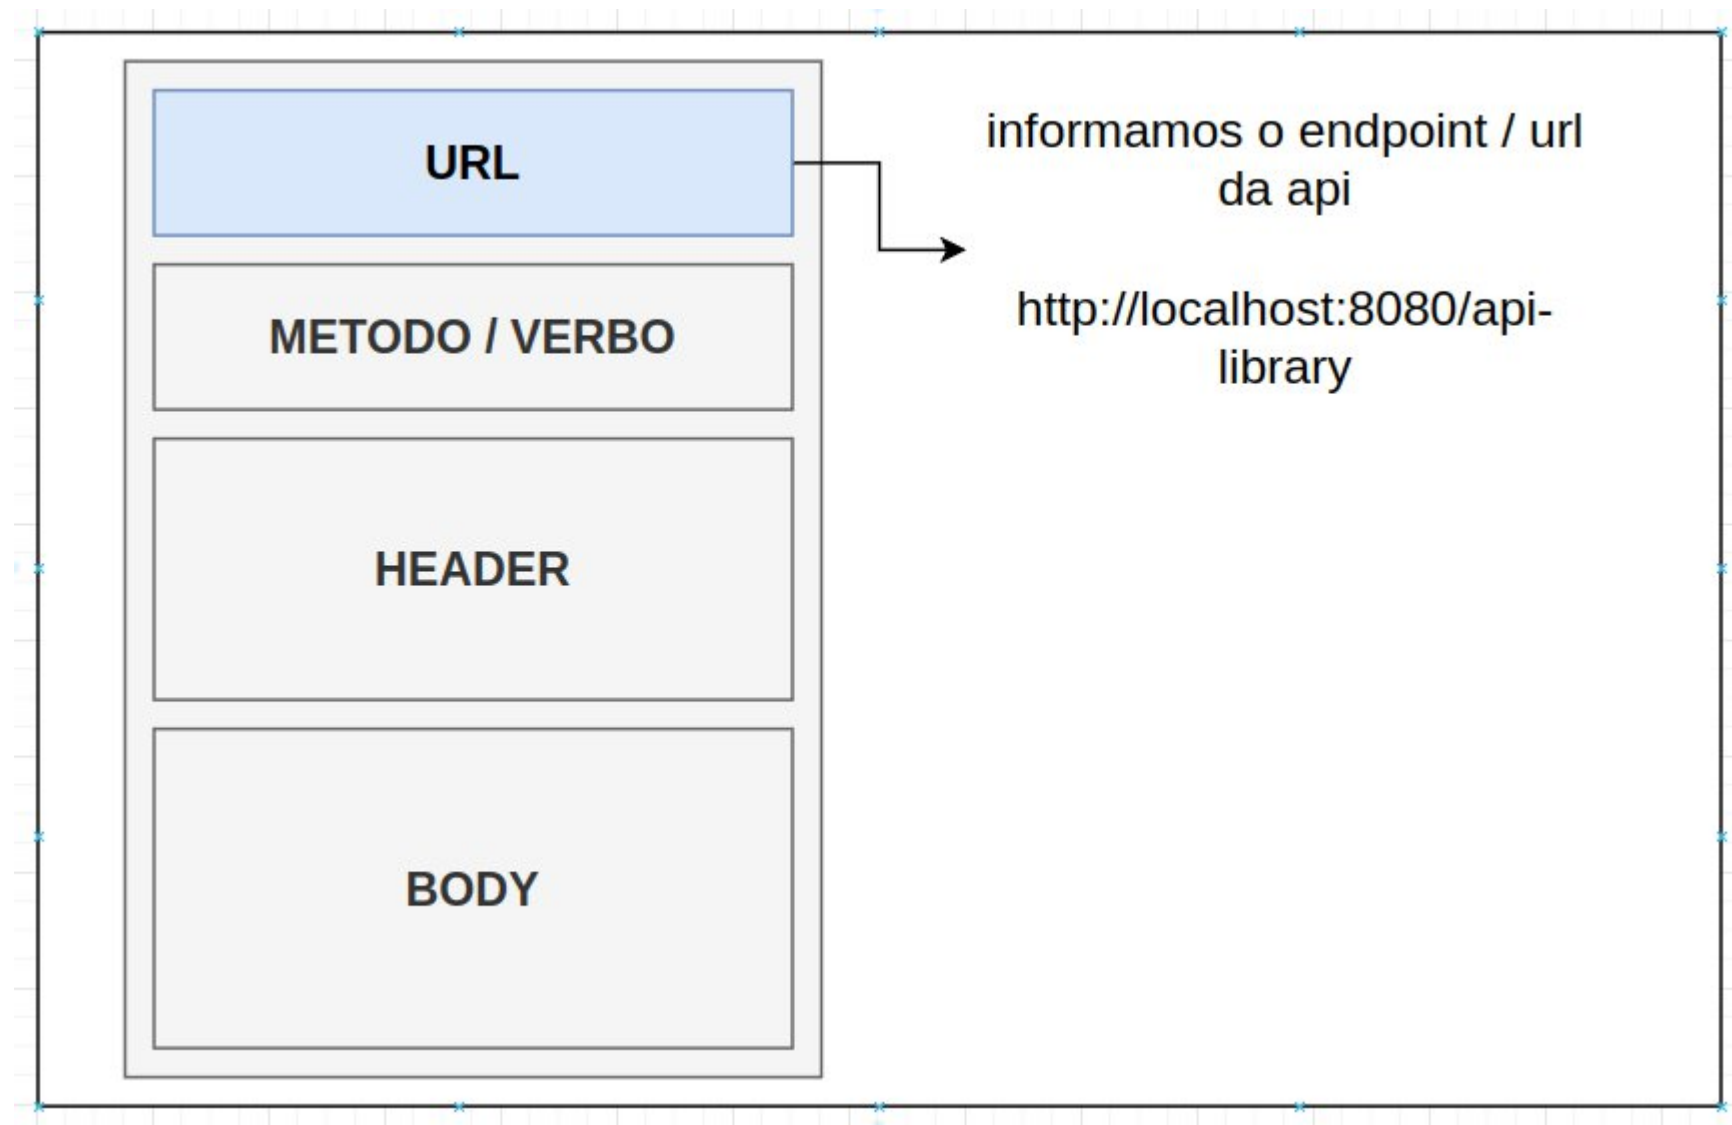 URL
METODO / VERBO
HEADER
BODY
informamos o endpoint / url
da api
http://localhost:8080/api-
library